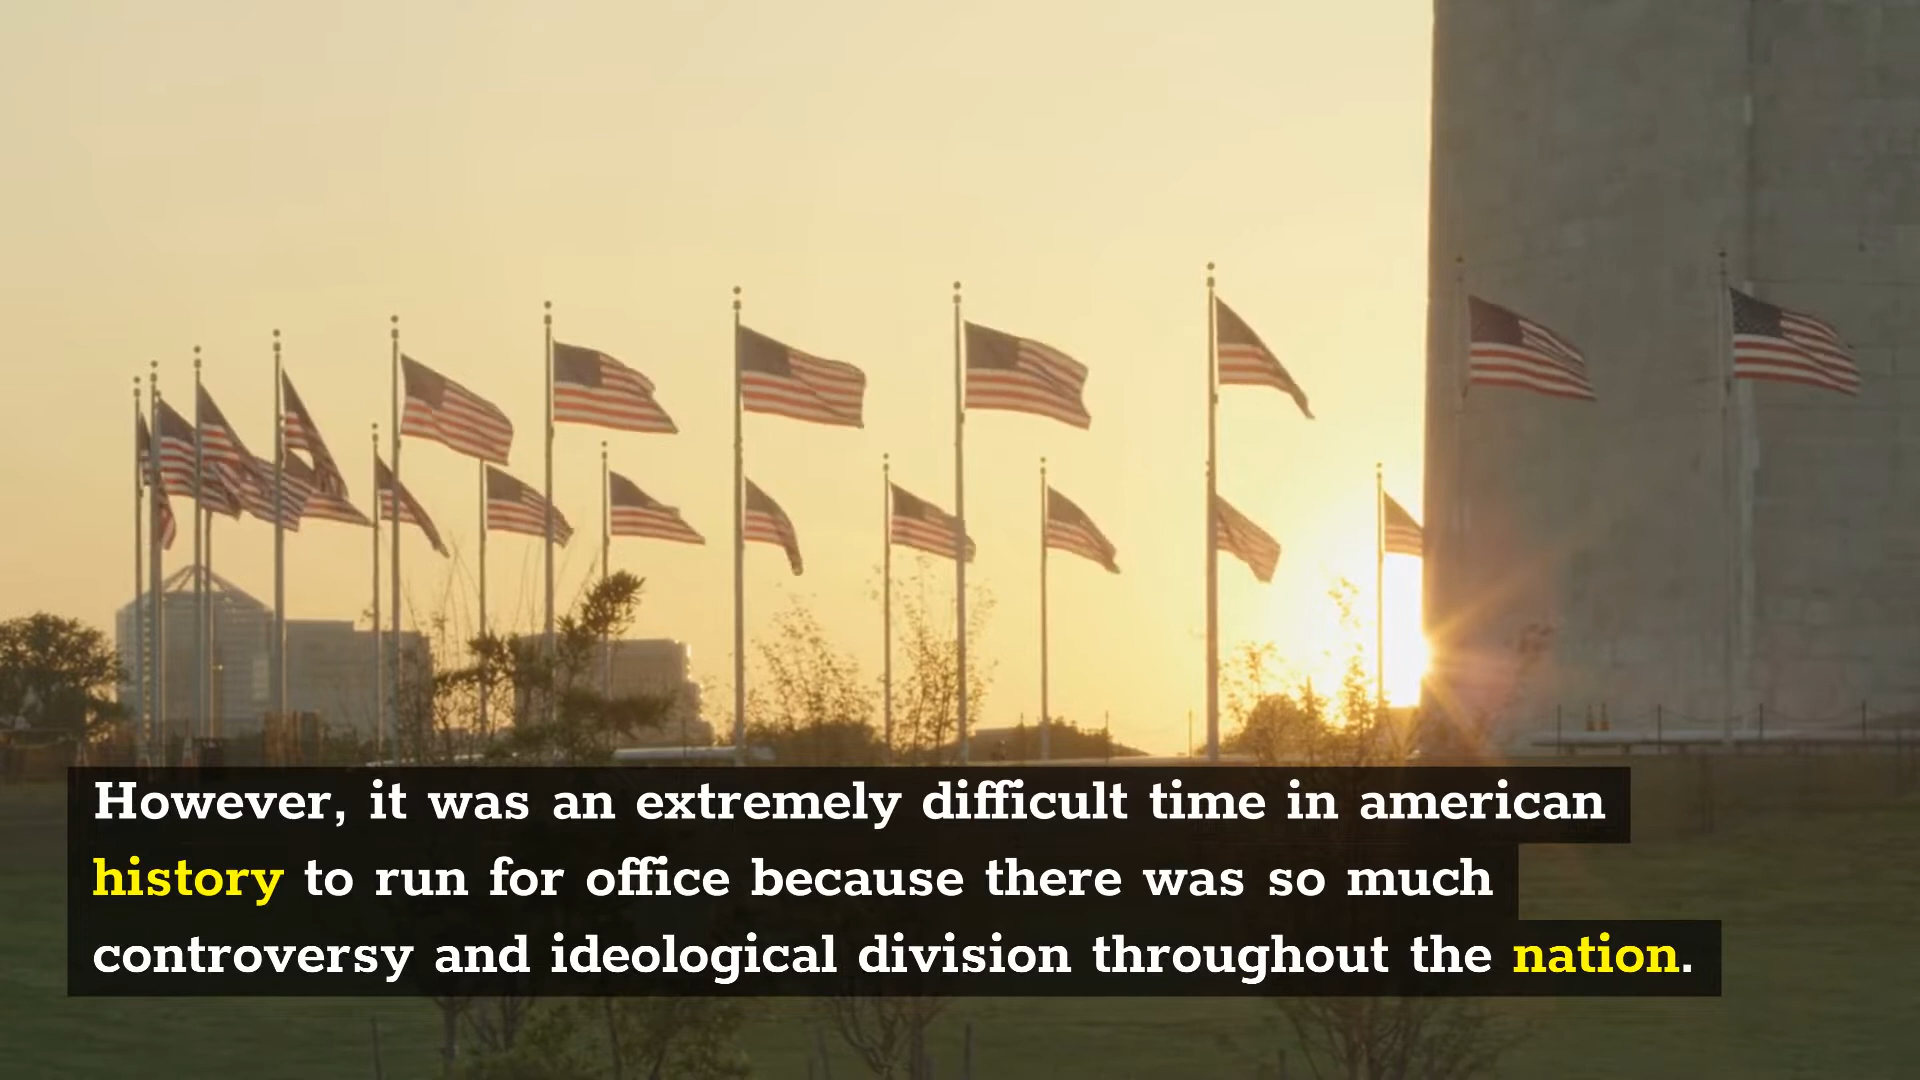 However, it was an extremely difficult time in american
history to run for office because there was so much
controversy and ideological division throughout the nation.